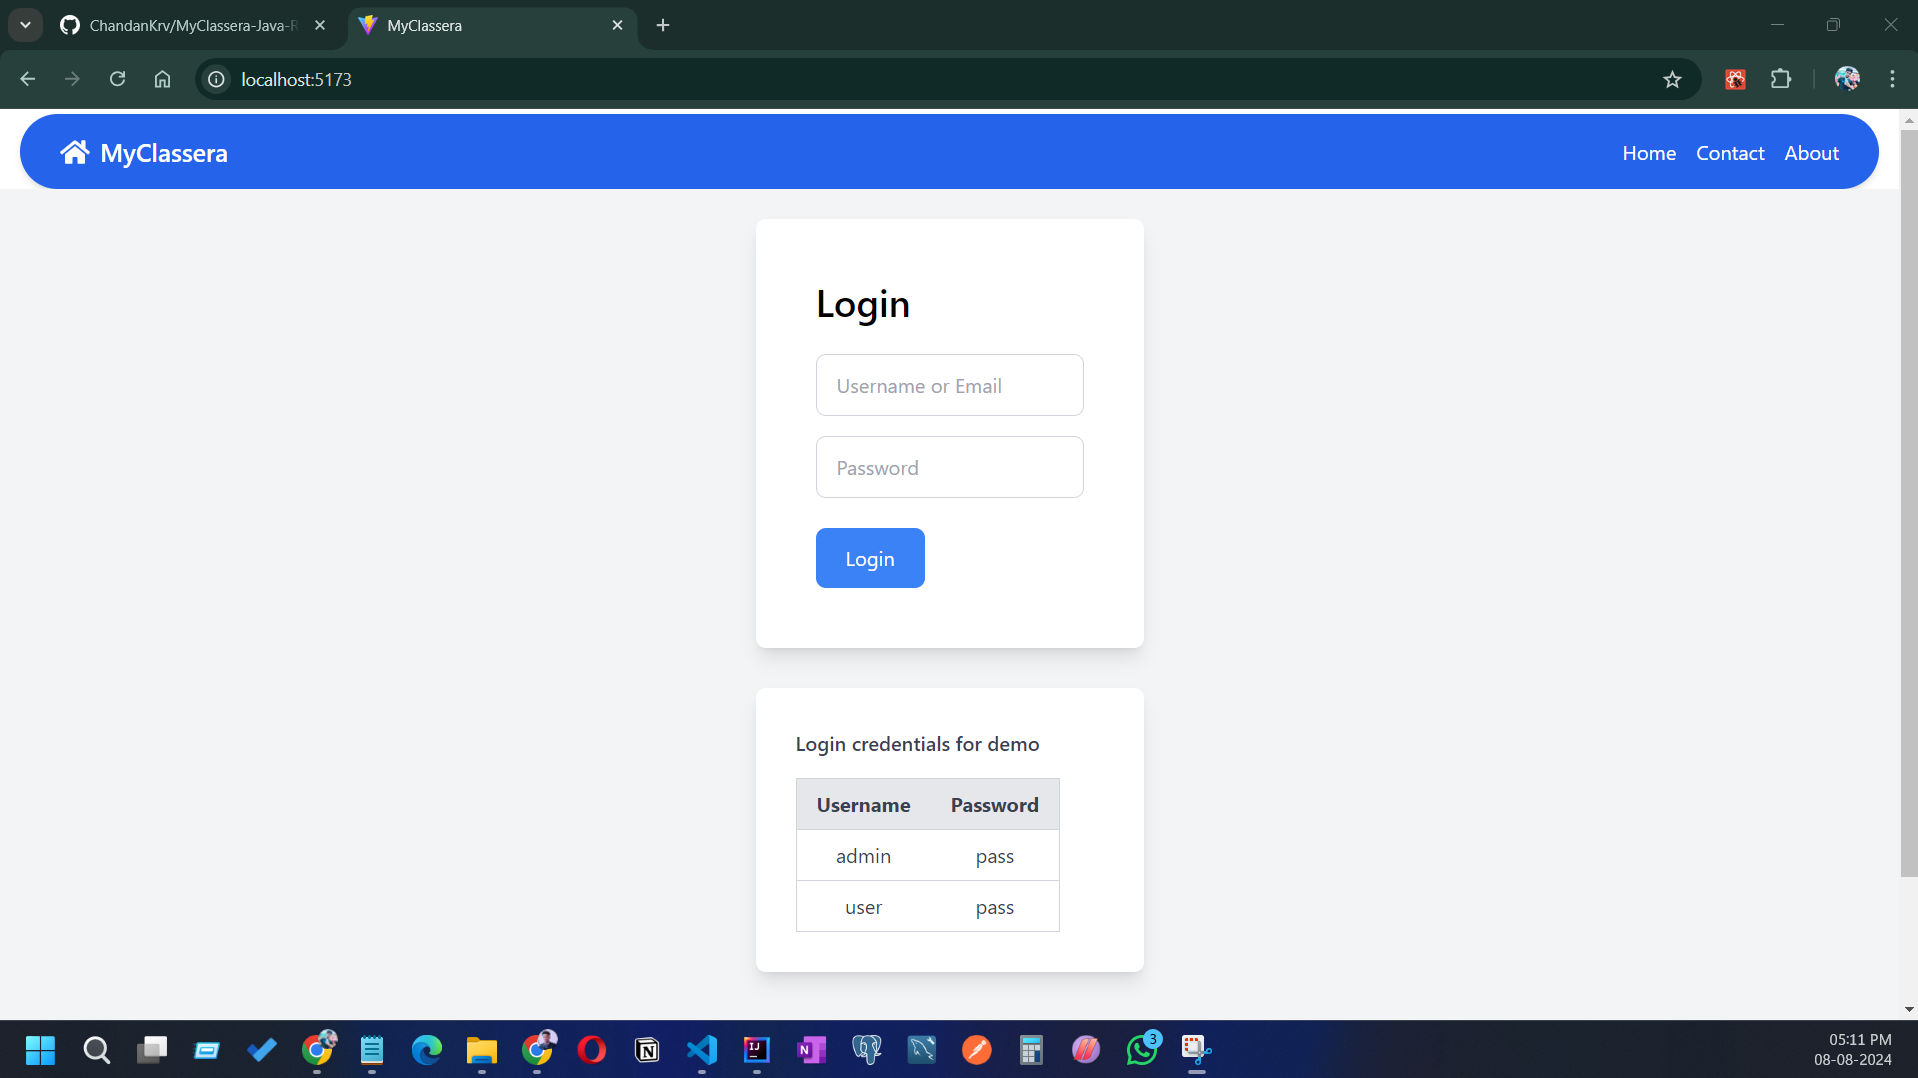 ChandanKrv/MyClassera-Java-R
MyClassera
localhost:5173
MyClassera
Home Contact About
Login
Username or Email
Password
Login
Login credentials for demo
Username Password
admin pass
user pass
3
05:11 PM
08-08-2024